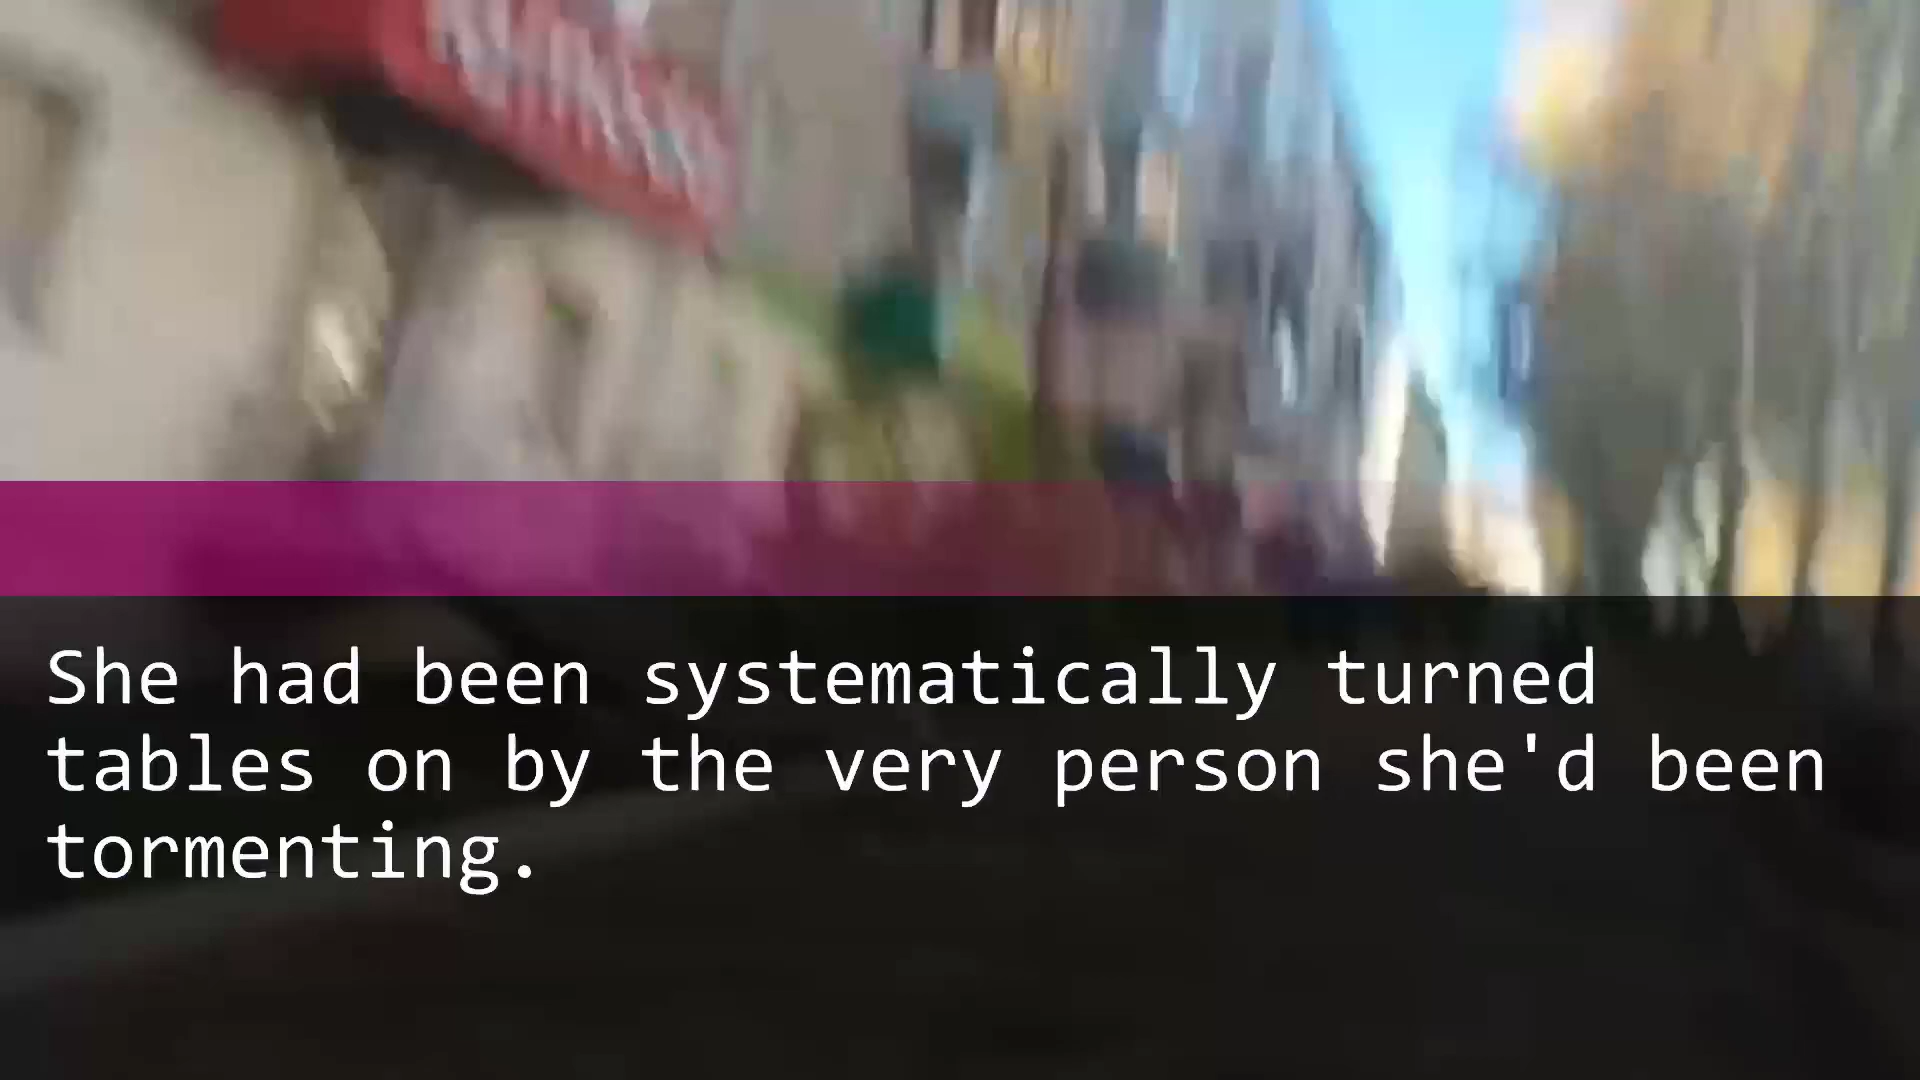 She had been systematically turned
tables on by the very person she'd been
tormenting.